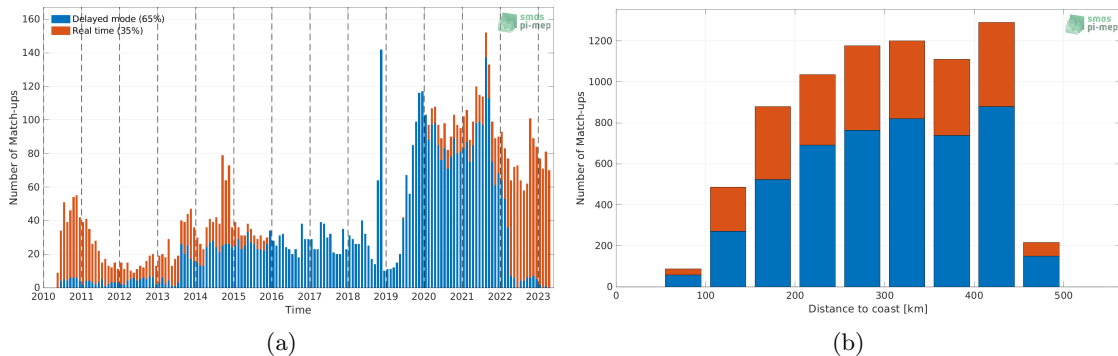 Delayed mode (65%)
Real time (35%)
smos
pi-mep
160
140
120
100
80
60
40
20
0
Number of Match-ups
2010 2011 2012 2013 2014 2015 2016 2017 2018 2019 2020 2021 2022 2023
Time
(a)
smos
pi-mep
1200
1000
800
600
400
200
0
Number of Match-ups
0 100 200 300 400 500
Distance to coast [km]
(b)